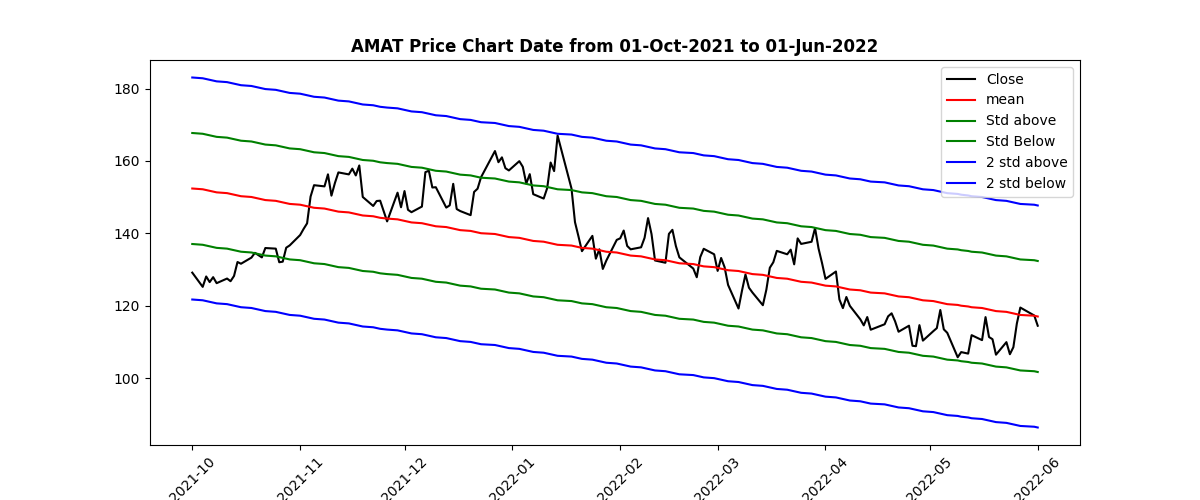 AMAT Price Chart Date from 01-Oct-2021 to 01-Jun-2022
Close
mean
Std above
Std Below
2 std above
2 std below
180
160
140
120
100
2021-10
2021-11
2021-12
2022-01
2022-02
2022-03
2022-04
2022-05
2022-06